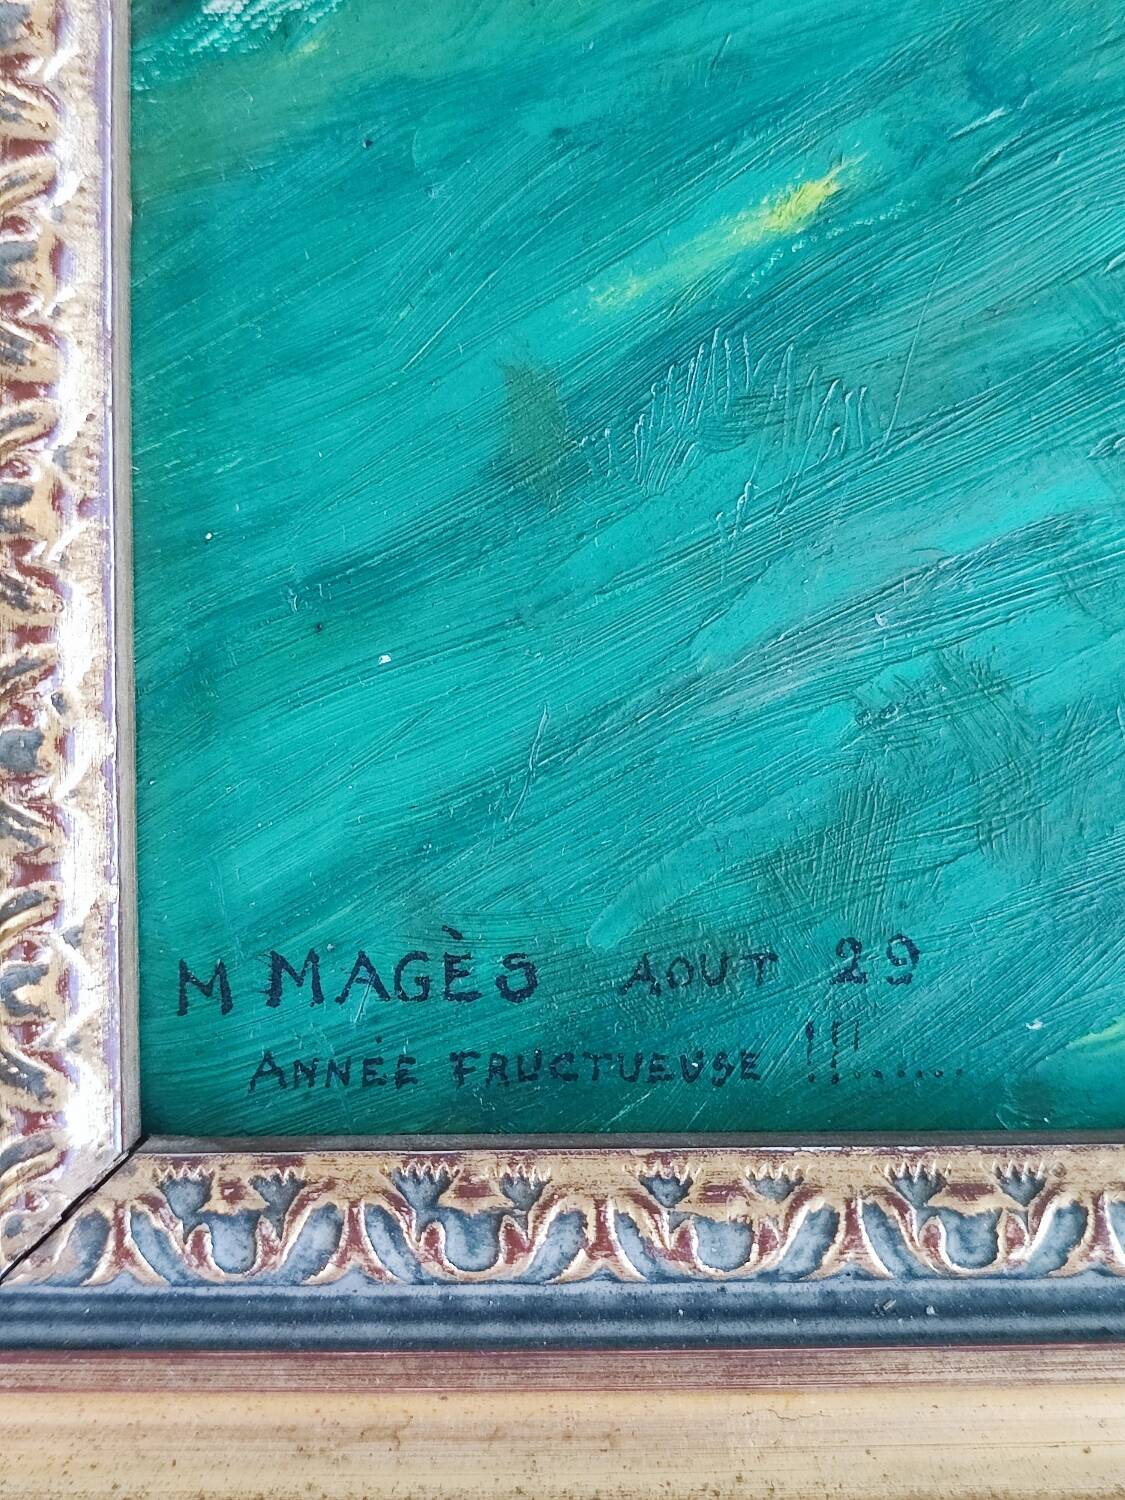 M MAGÈS AOUT 29
ANNÉE FRUCTUEUSE !!!.......